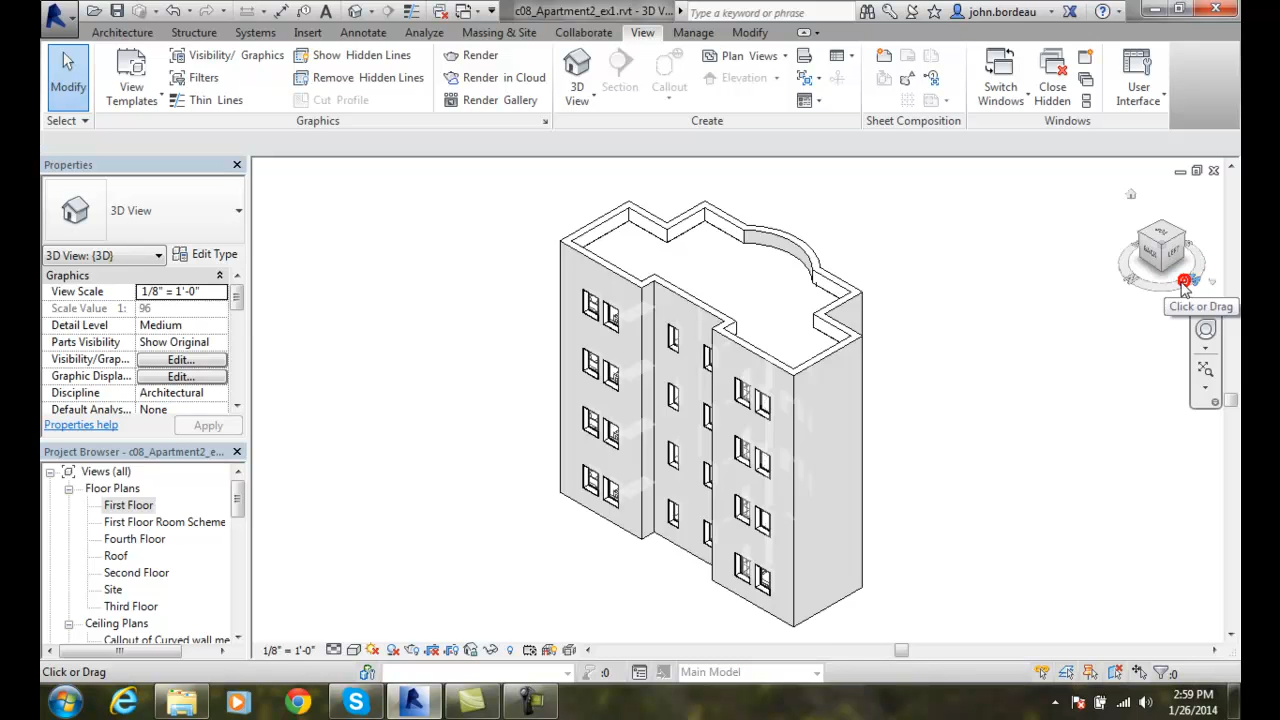 c08_Apartment2_ex1.rvt - 3D V...
Type a keyword or phrase
john.bordeau
Architecture Structure Systems Insert Annotate Analyze Massing & Site Collaborate View Manage Modify
Modify
View Templates
Visibility/ Graphics
Filters
Thin Lines
Show Hidden Lines
Remove Hidden Lines
Cut Profile
Render
Render in Cloud
Render Gallery
3D View
Section
Callout
Plan Views
Elevation
Switch Windows
Close Hidden
User Interface
Select
Graphics
Create
Sheet Composition
Windows
Properties
3D View
3D View: {3D}
Edit Type
Graphics
View Scale 1/8" = 1'-0"
Scale Value 1: 96
Detail Level Medium
Parts Visibility Show Original
Visibility/Grap... Edit...
Graphic Displa... Edit...
Discipline Architectural
Default Analys... None
Properties help
Apply
Project Browser - c08_Apartment2_e...
Views (all)
Floor Plans
First Floor
First Floor Room Scheme
Fourth Floor
Roof
Second Floor
Site
Third Floor
Ceiling Plans
Callout of Curved wall me
LEFT
Click or Drag
1/8" = 1'-0"
Click or Drag
:0
Main Model
:0
2:59 PM
1/26/2014